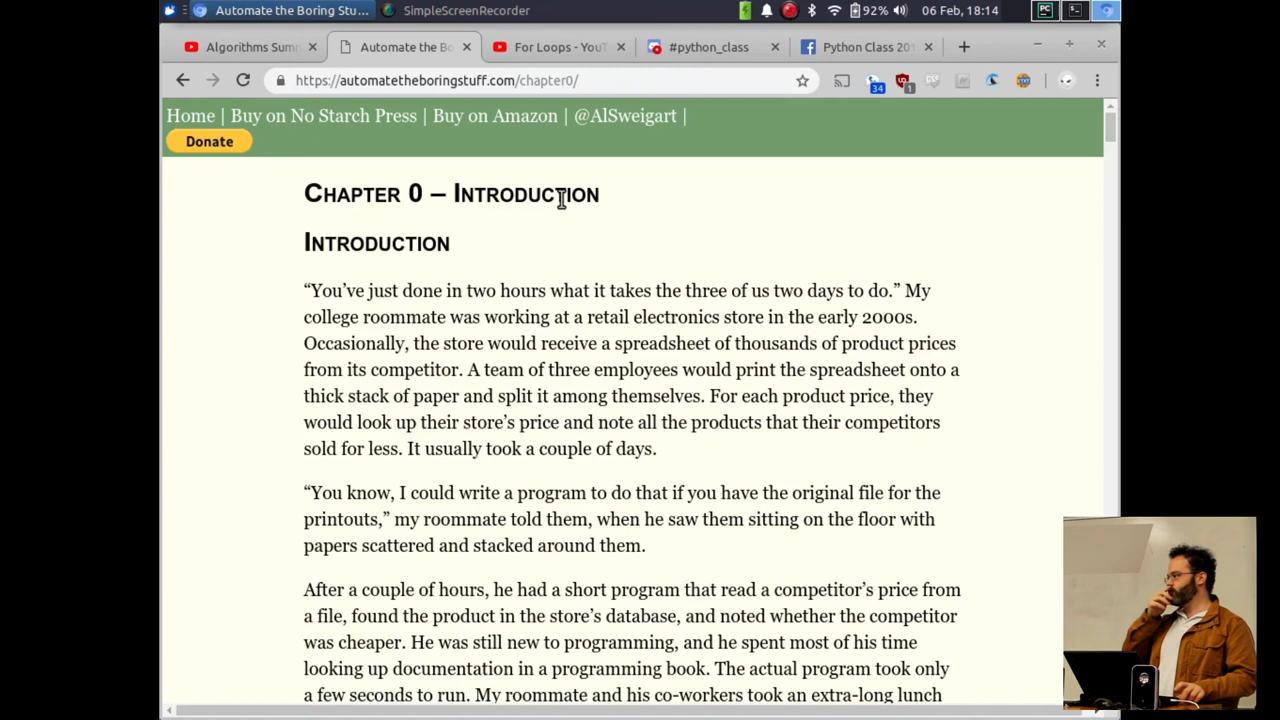 Automate the Boring Stu...
SimpleScreenRecorder
92%
06 Feb, 18:14
Algorithms Sum
Automate the Bo
For Loops - YouT
#python_class
Python Class 201
https://automatetheboringstuff.com/chapter0/
34
1
Home | Buy on No Starch Press | Buy on Amazon | @AlSweigart |
Donate
Chapter 0 – Introduction
Introduction
“You’ve just done in two hours what it takes the three of us two days to do.” My
college roommate was working at a retail electronics store in the early 2000s.
Occasionally, the store would receive a spreadsheet of thousands of product prices
from its competitor. A team of three employees would print the spreadsheet onto a
thick stack of paper and split it among themselves. For each product price, they
would look up their store’s price and note all the products that their competitors
sold for less. It usually took a couple of days.
“You know, I could write a program to do that if you have the original file for the
printouts,” my roommate told them, when he saw them sitting on the floor with
papers scattered and stacked around them.
After a couple of hours, he had a short program that read a competitor’s price from
a file, found the product in the store’s database, and noted whether the competitor
was cheaper. He was still new to programming, and he spent most of his time
looking up documentation in a programming book. The actual program took only
a few seconds to run. My roommate and his co-workers took an extra-long lunch